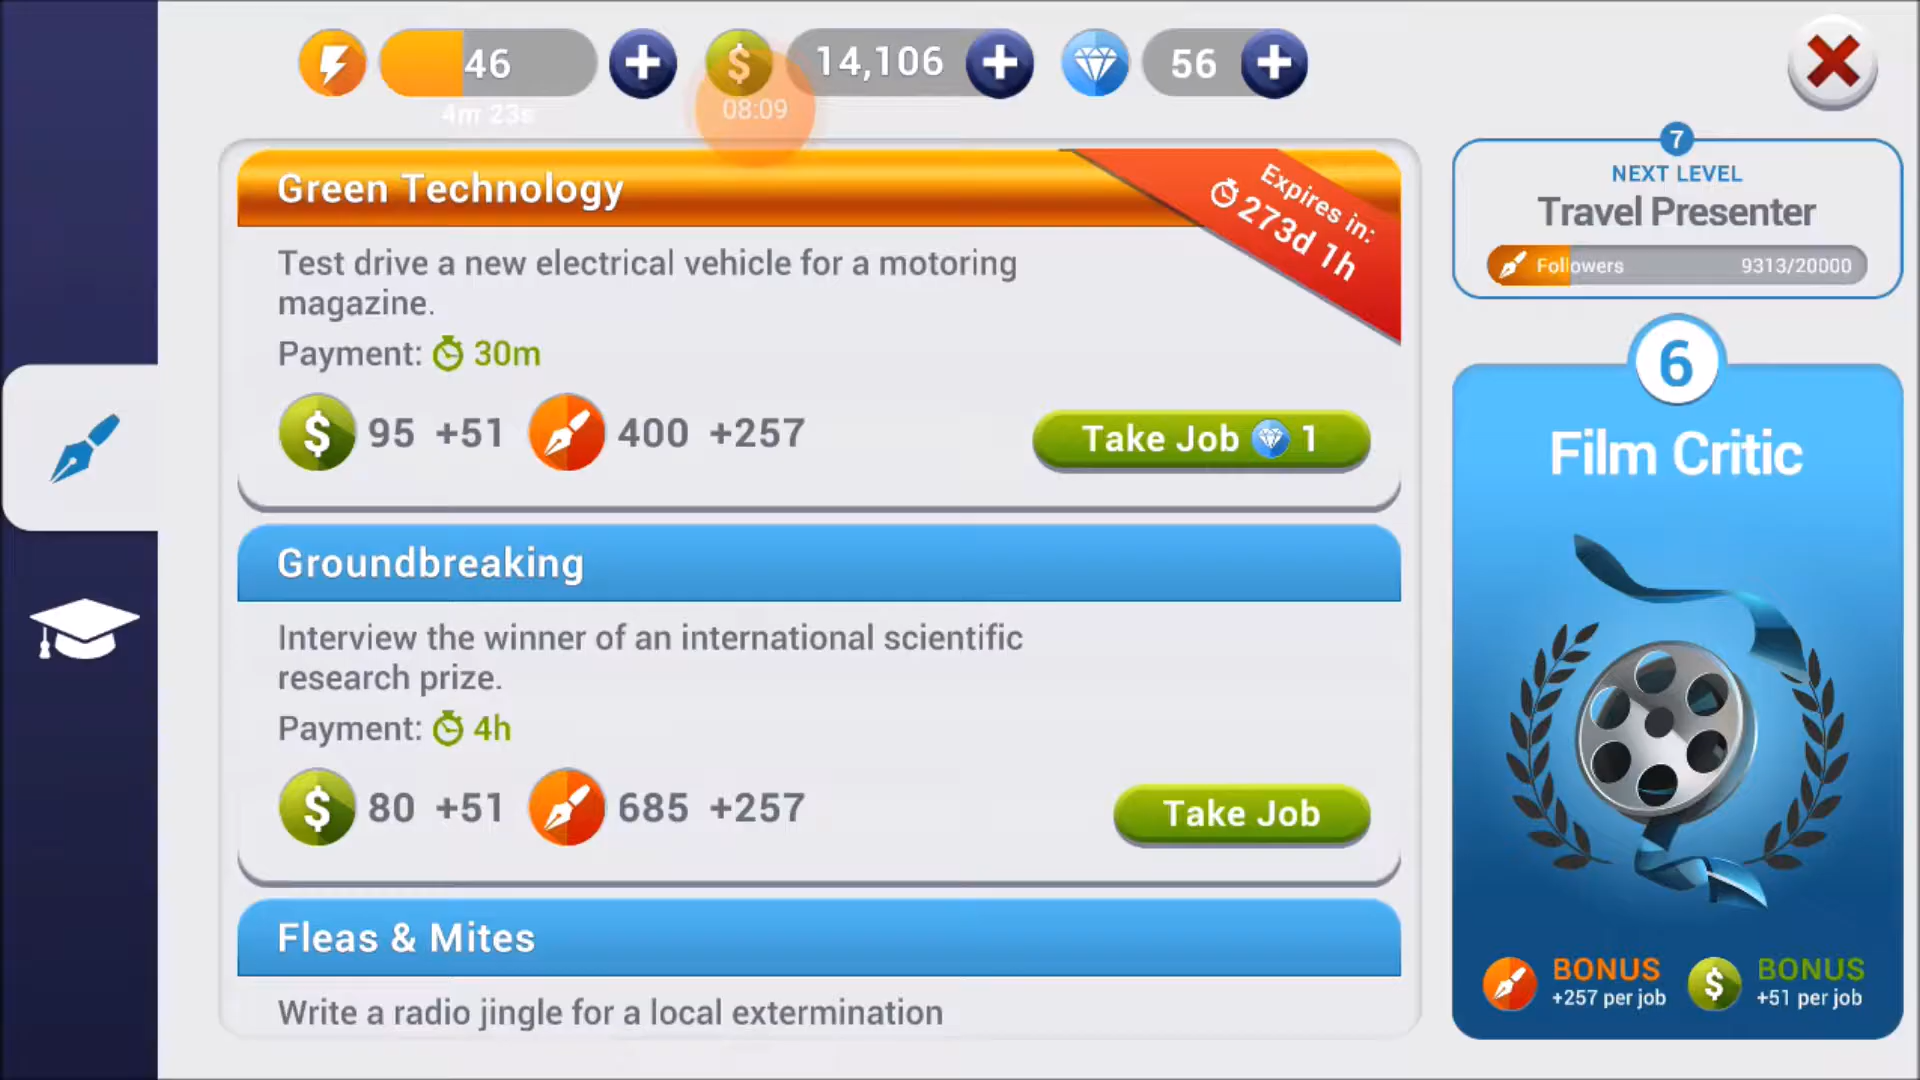 46
4m 23s
$
08:09
14,106
56
Green Technology
Expires in:
273d 1h
Test drive a new electrical vehicle for a motoring
magazine.
Payment: 30m
$ 95 +51 400 +257
Take Job 1
Groundbreaking
Interview the winner of an international scientific
research prize.
Payment: 4h
$ 80 +51 685 +257
Take Job
Fleas & Mites
Write a radio jingle for a local extermination
7
NEXT LEVEL
Travel Presenter
Followers 9313/20000
6
Film Critic
BONUS
+257 per job
$
BONUS
+51 per job